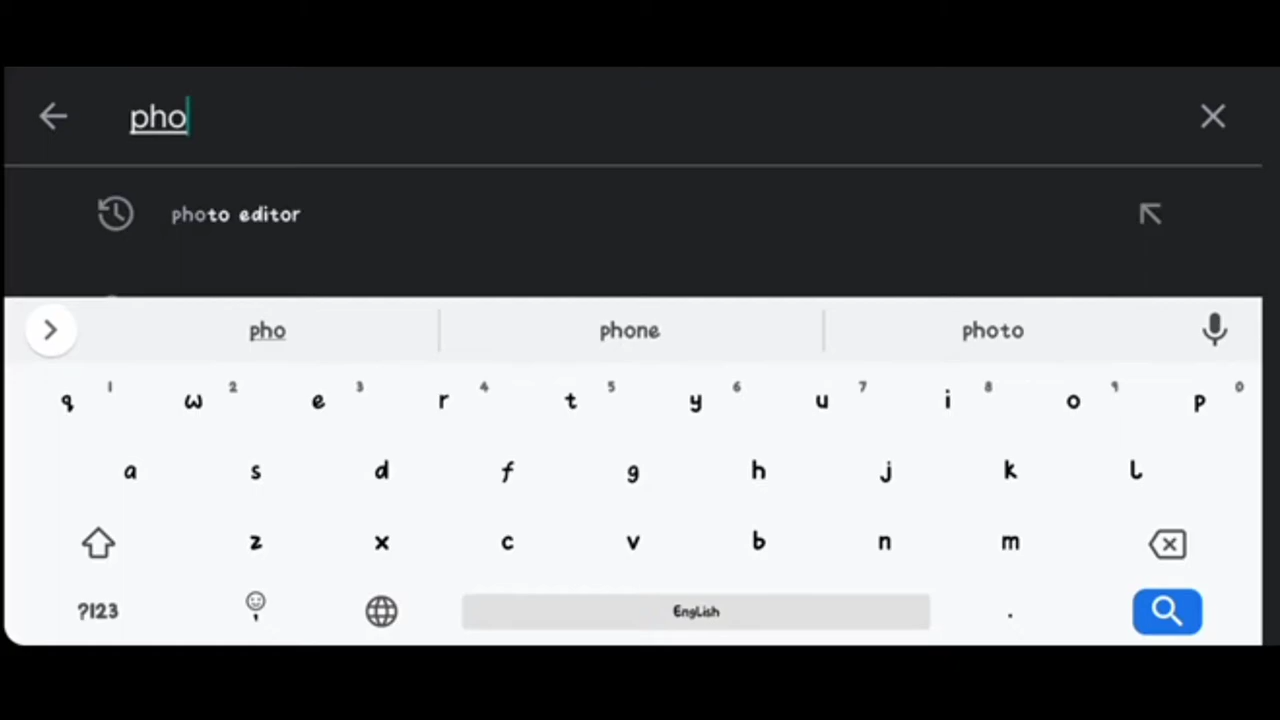 pho
photo editor
pho phone photo
1 2 3 4 5 6 7 8 9 0
q w e r t y u i o p
a s d f g h j k l
z x c v b n m
?123 , English .